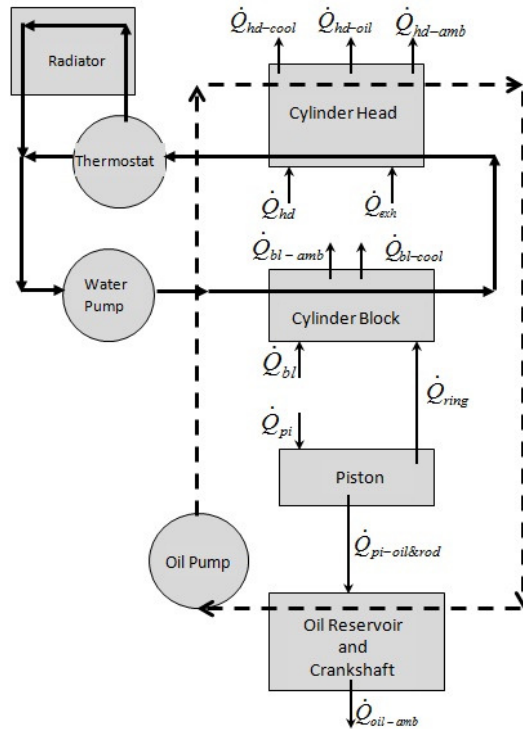 Q̇hd-cool
Q̇hd-oil
Q̇hd-amb
Radiator
Cylinder Head
Thermostat
Q̇hd
Q̇exh
Q̇bl-amb
Q̇bl-cool
Water
Pump
Cylinder Block
Q̇bl
Q̇ring
Q̇pi
Piston
Q̇pi-oil&rod
Oil Pump
Oil Reservoir
and
Crankshaft
Q̇oil-amb